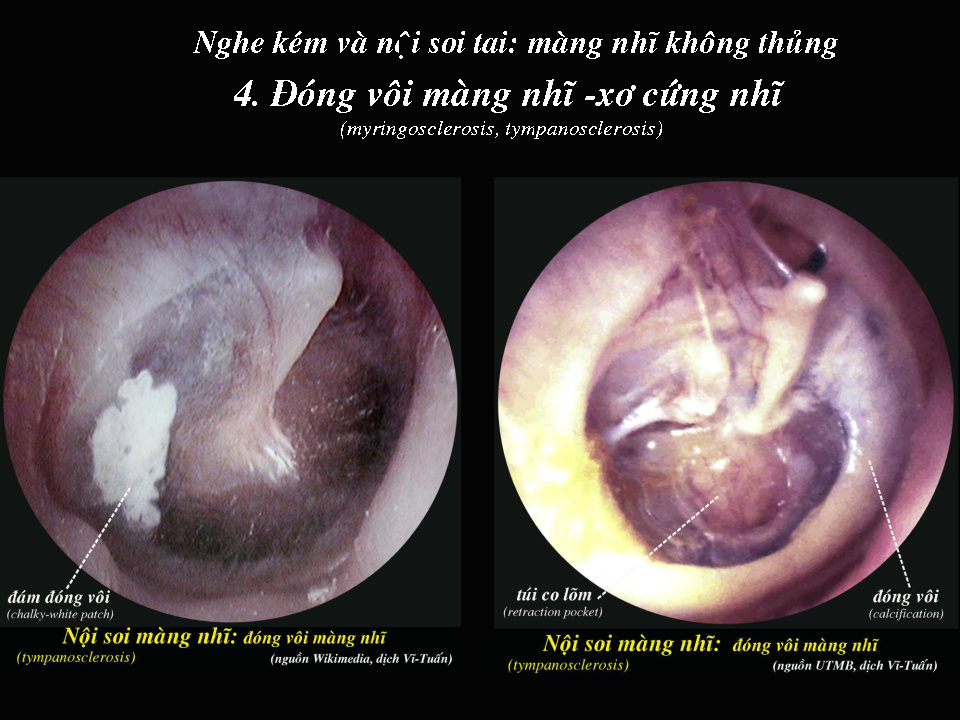 Nghe kém và nội soi tai: màng nhĩ không thủng
4. Đóng vôi màng nhĩ -xơ cứng nhĩ
(myringosclerosis, tympanosclerosis)
đám đóng vôi
(chalky-white patch)
Nội soi màng nhĩ: đóng vôi màng nhĩ
(tympanosclerosis)
(nguồn Wikimedia, dịch Vĩ-Tuấn)
túi co lõm
(retraction pocket)
đóng vôi
(calcification)
Nội soi màng nhĩ: đóng vôi màng nhĩ
(tympanosclerosis)
(nguồn UTMB, dịch Vĩ-Tuấn)